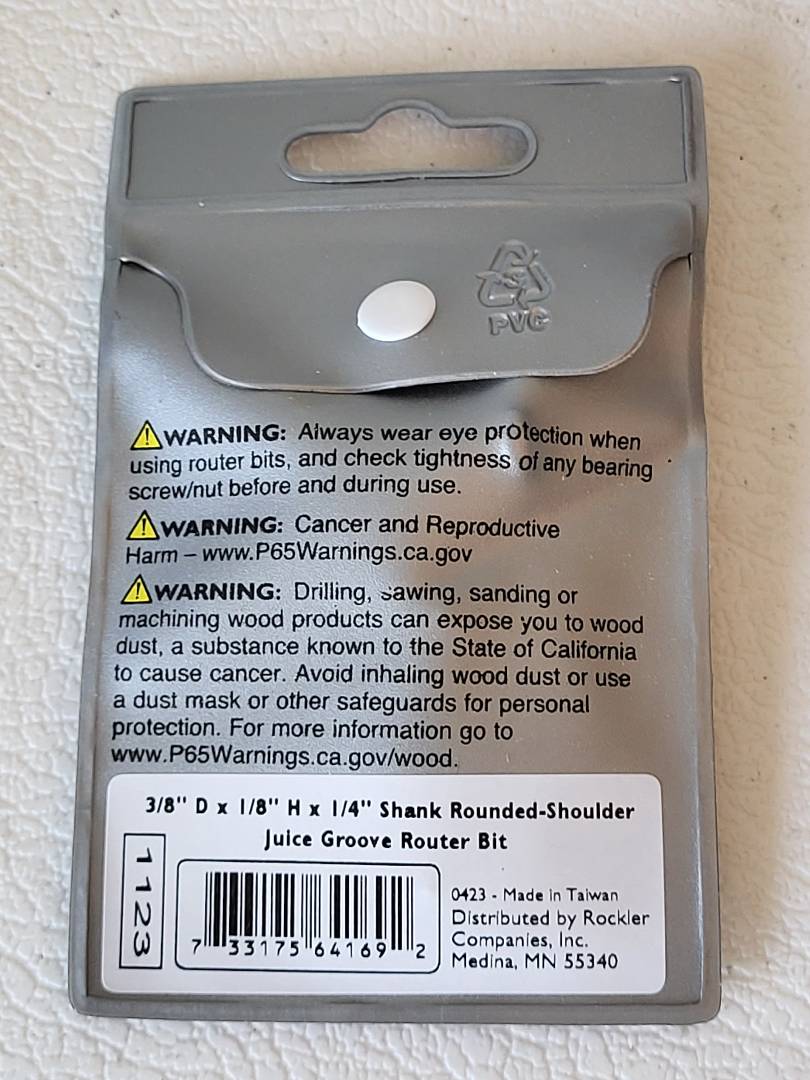 PVC
WARNING: Always wear eye protection when
using router bits, and check tightness of any bearing
screw/nut before and during use.
WARNING: Cancer and Reproductive
Harm – www.P65Warnings.ca.gov
WARNING: Drilling, sawing, sanding or
machining wood products can expose you to wood
dust, a substance known to the State of California
to cause cancer. Avoid inhaling wood dust or use
a dust mask or other safeguards for personal
protection. For more information go to
www.P65Warnings.ca.gov/wood.
3/8" D x 1/8" H x 1/4" Shank Rounded-Shoulder
Juice Groove Router Bit
1123
7 33175 64169 2
0423 - Made in Taiwan
Distributed by Rockler
Companies, Inc.
Medina, MN 55340